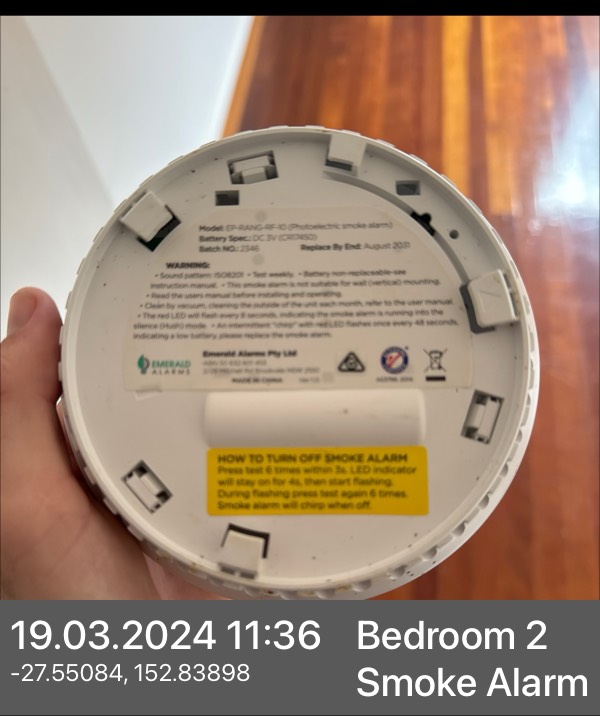 Model: EP-RANG-RF-10 (Photoelectric smoke alarm)
Battery Spec.: DC 3V (CR17450)
Batch NO.: 2346 Replace By End: August 2031
WARNING:
• Sound pattern: ISO8201 • Test weekly. • Battery non-replaceable-see
instruction manual. • This smoke alarm is not suitable for wall (vertical) mounting.
• Read the users manual before installing and operating.
• Clean by vacuum, cleaning the outside of the unit each month, refer to the user manual.
• The red LED will flash every 8 seconds, indicating the smoke alarm is running into the
silence (Hush) mode. • An intermittent "chirp" with red LED flashes once every 48 seconds,
indicating a low battery, please replace the smoke alarm.
EMERALD
ALARMS
Emerald Alarms Pty Ltd
MADE IN CHINA
HOW TO TURN OFF SMOKE ALARM
Press test 6 times within 3s. LED indicator
will stay on for 4s, then start flashing.
During flashing press test again 6 times.
Smoke alarm will chirp when off.
19.03.2024 11:36 Bedroom 2
-27.55084, 152.83898 Smoke Alarm